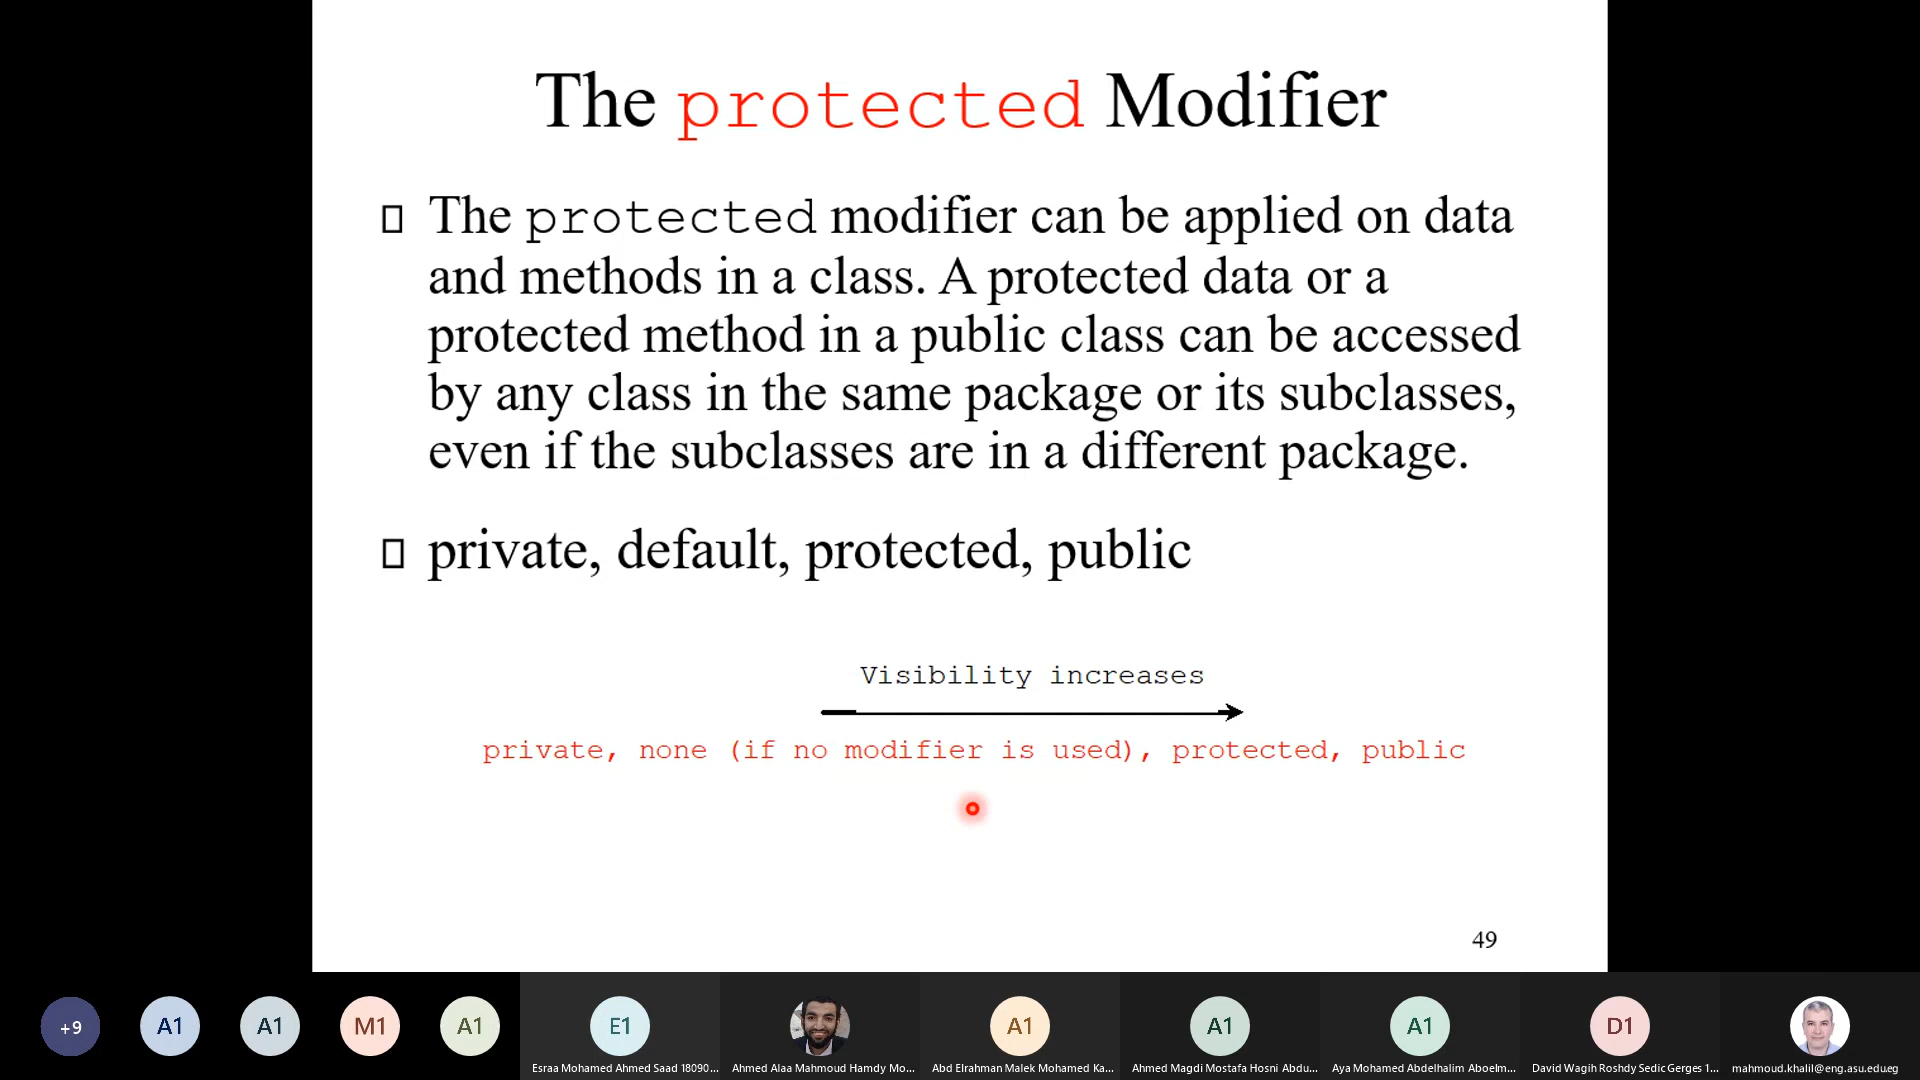 The protected Modifier
The protected modifier can be applied on data
and methods in a class. A protected data or a
protected method in a public class can be accessed
by any class in the same package or its subclasses,
even if the subclasses are in a different package.
private, default, protected, public
Visibility increases
private, none (if no modifier is used), protected, public
49
+9
A1
A1
M1
A1
E1
A1
A1
A1
D1
Esraa Mohamed Ahmed Saad 18090...
Ahmed Alaa Mahmoud Hamdy Mo...
Abd Elrahman Malek Mohamed Ka...
Ahmed Magdi Mostafa Hosni Abdu...
Aya Mohamed Abdelhalim Aboelm...
David Wagih Roshdy Sedic Gerges 1...
mahmoud.khalil@eng.asu.edu.eg